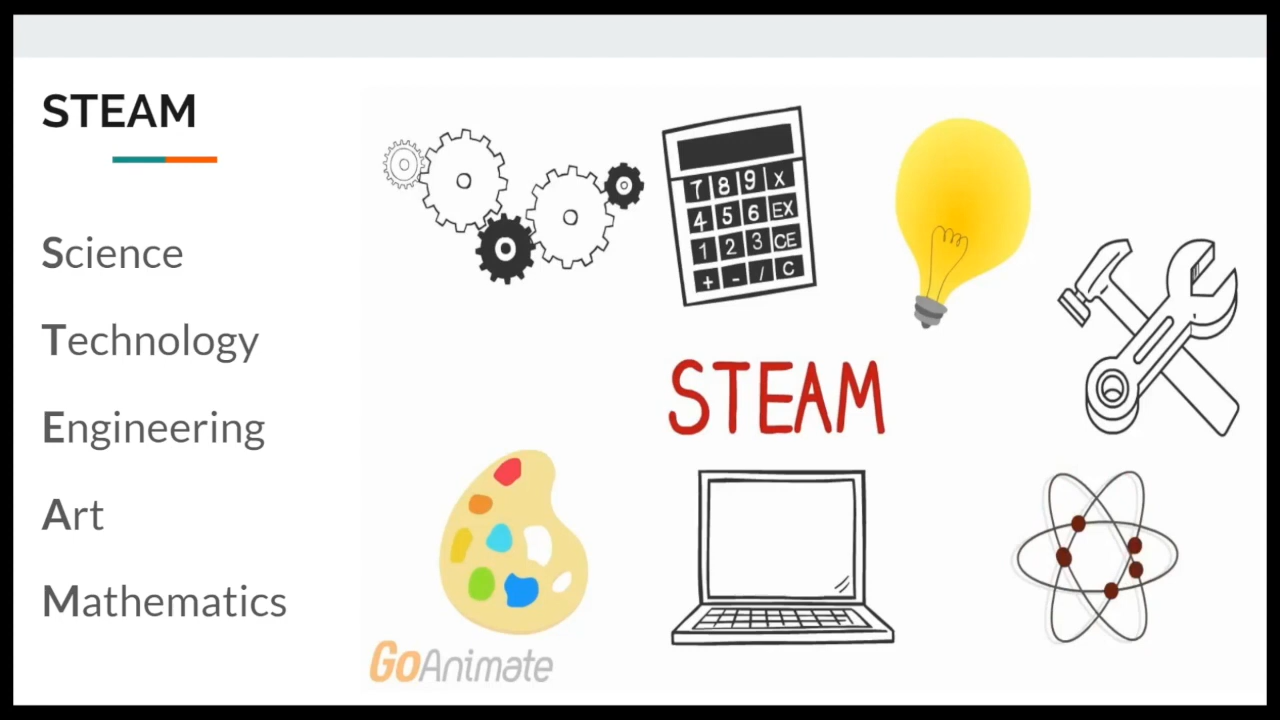 STEAM
Science
Technology
Engineering
Art
Mathematics
7 8 9 X
4 5 6 EX
1 2 3 CE
+ - / C
STEAM
GoAnimate